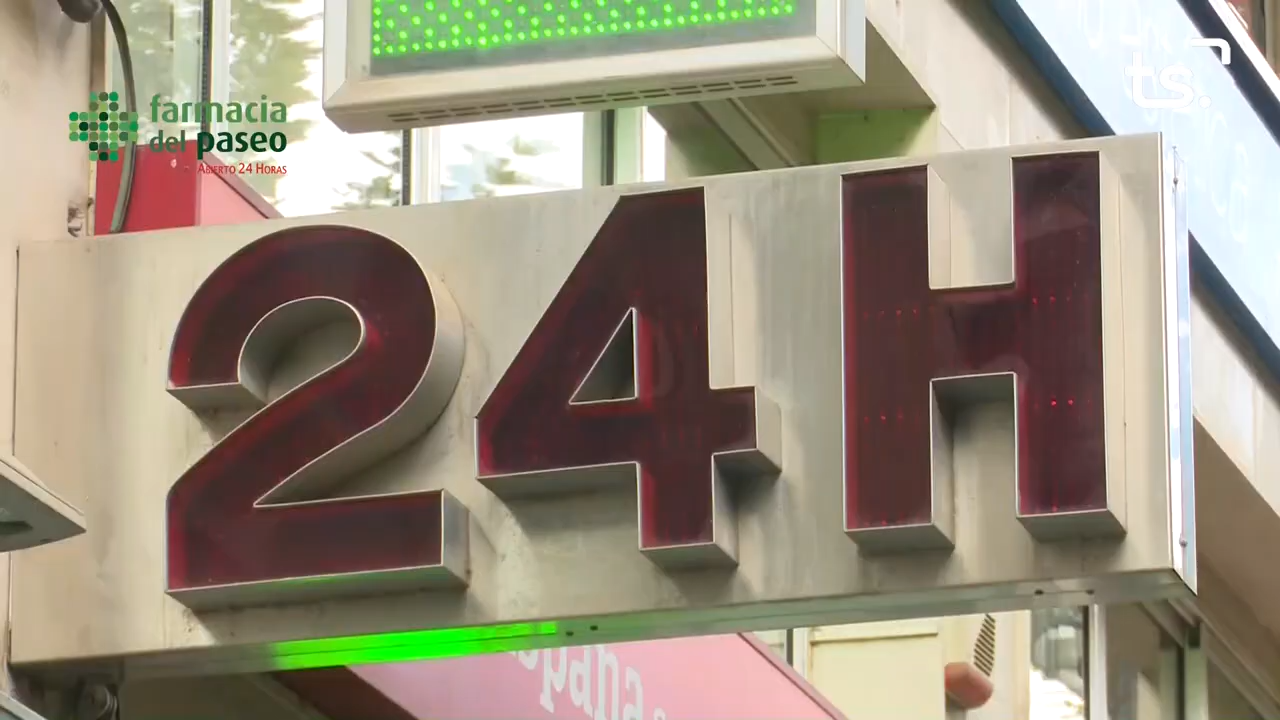 farmacia
del paseo
Abierto 24 Horas
ts.
24H